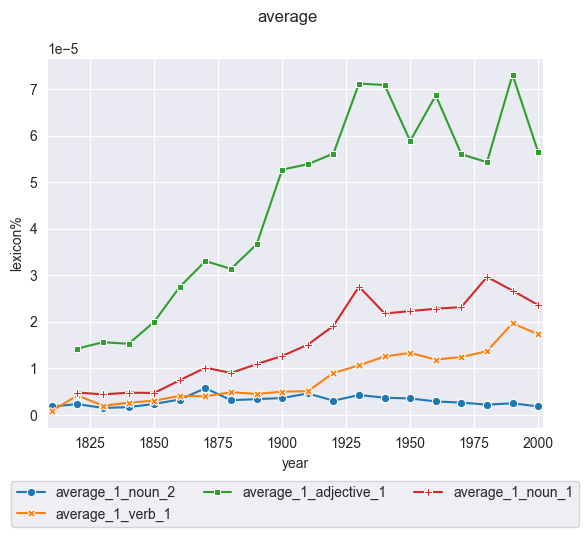 average
1e−5
7
6
5
4
3
2
1
0
lexicon%
1825 1850 1875 1900 1925 1950 1975 2000
year
average_1_noun_2 average_1_adjective_1 average_1_noun_1
average_1_verb_1